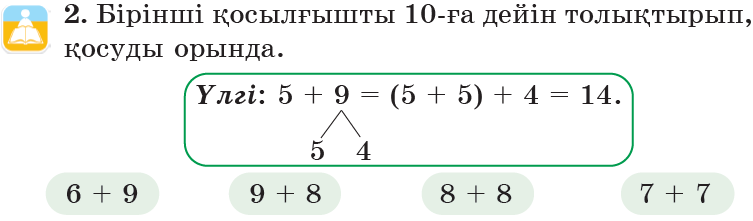 2. Бірінші қосылғышты 10-ға дейін толықтырып,
қосуды орында.
Үлгі: 5 + 9 = (5 + 5) + 4 = 14.
5 4
6 + 9 9 + 8 8 + 8 7 + 7